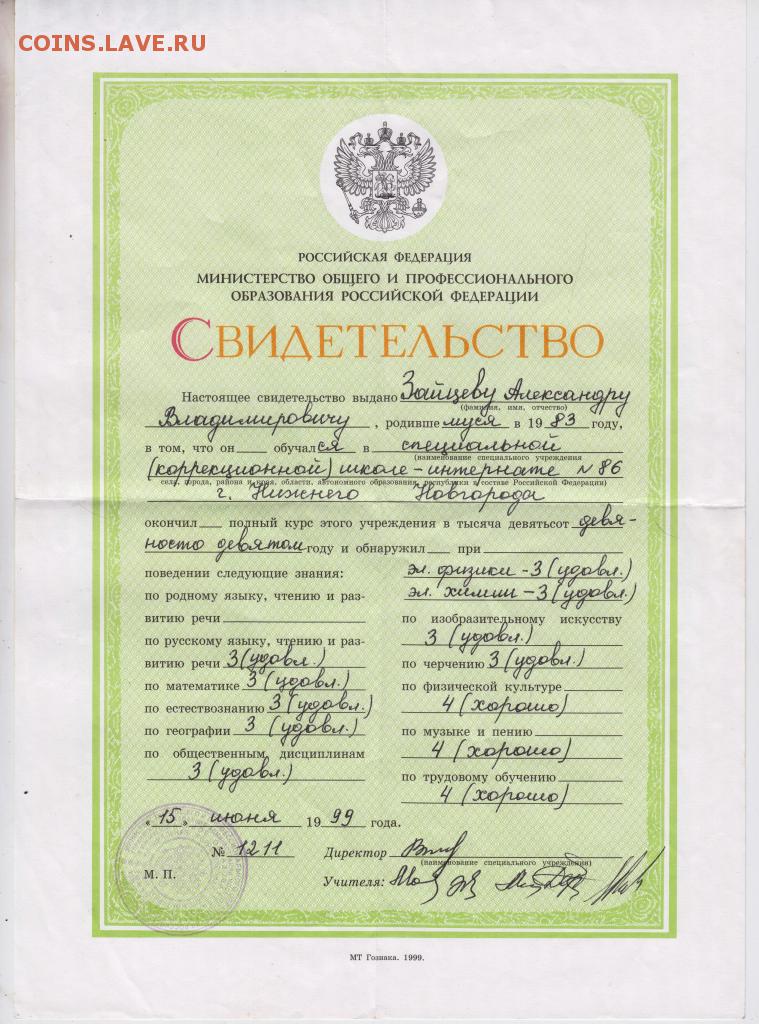 COINS.LAVE.RU
РОССИЙСКАЯ ФЕДЕРАЦИЯ
МИНИСТЕРСТВО ОБЩЕГО И ПРОФЕССИОНАЛЬНОГО
ОБРАЗОВАНИЯ РОССИЙСКОЙ ФЕДЕРАЦИИ
СВИДЕТЕЛЬСТВО
Настоящее свидетельство выдано Зайцеву Александру
(фамилия, имя, отчество)
Владимировичу, родившемуся в 1983 году,
в том, что он обучался в специальной
(наименование специального учреждения
(коррекционной) школе-интернате N 86
села, города, района и края, области, автономного образования, республики в составе Российской Федерации)
г. Нижнего Новгорода
окончил полный курс этого учреждения в тысяча девятьсот девя-
носто девятом году и обнаружил при
поведении следующие знания:
по родному языку, чтению и раз-
витию речи
по русскому языку, чтению и раз-
витию речи 3 (удовл.)
по математике 3 (удовл.)
по естествознанию 3 (удовл.)
по географии 3 (удовл.)
по общественным дисциплинам
3 (удовл.)
эл. физики - 3 (удовл.)
эл. химии - 3 (удовл.)
по изобразительному искусству
3 (удовл.)
по черчению 3 (удовл.)
по физической культуре
4 (хорошо)
по музыке и пению
4 (хорошо)
по трудовому обучению
4 (хорошо)
«15» июня 1999 года.
№ 1211 Директор
(наименование специального учреждения)
М. П. Учителя:
МТ Гознака. 1999.